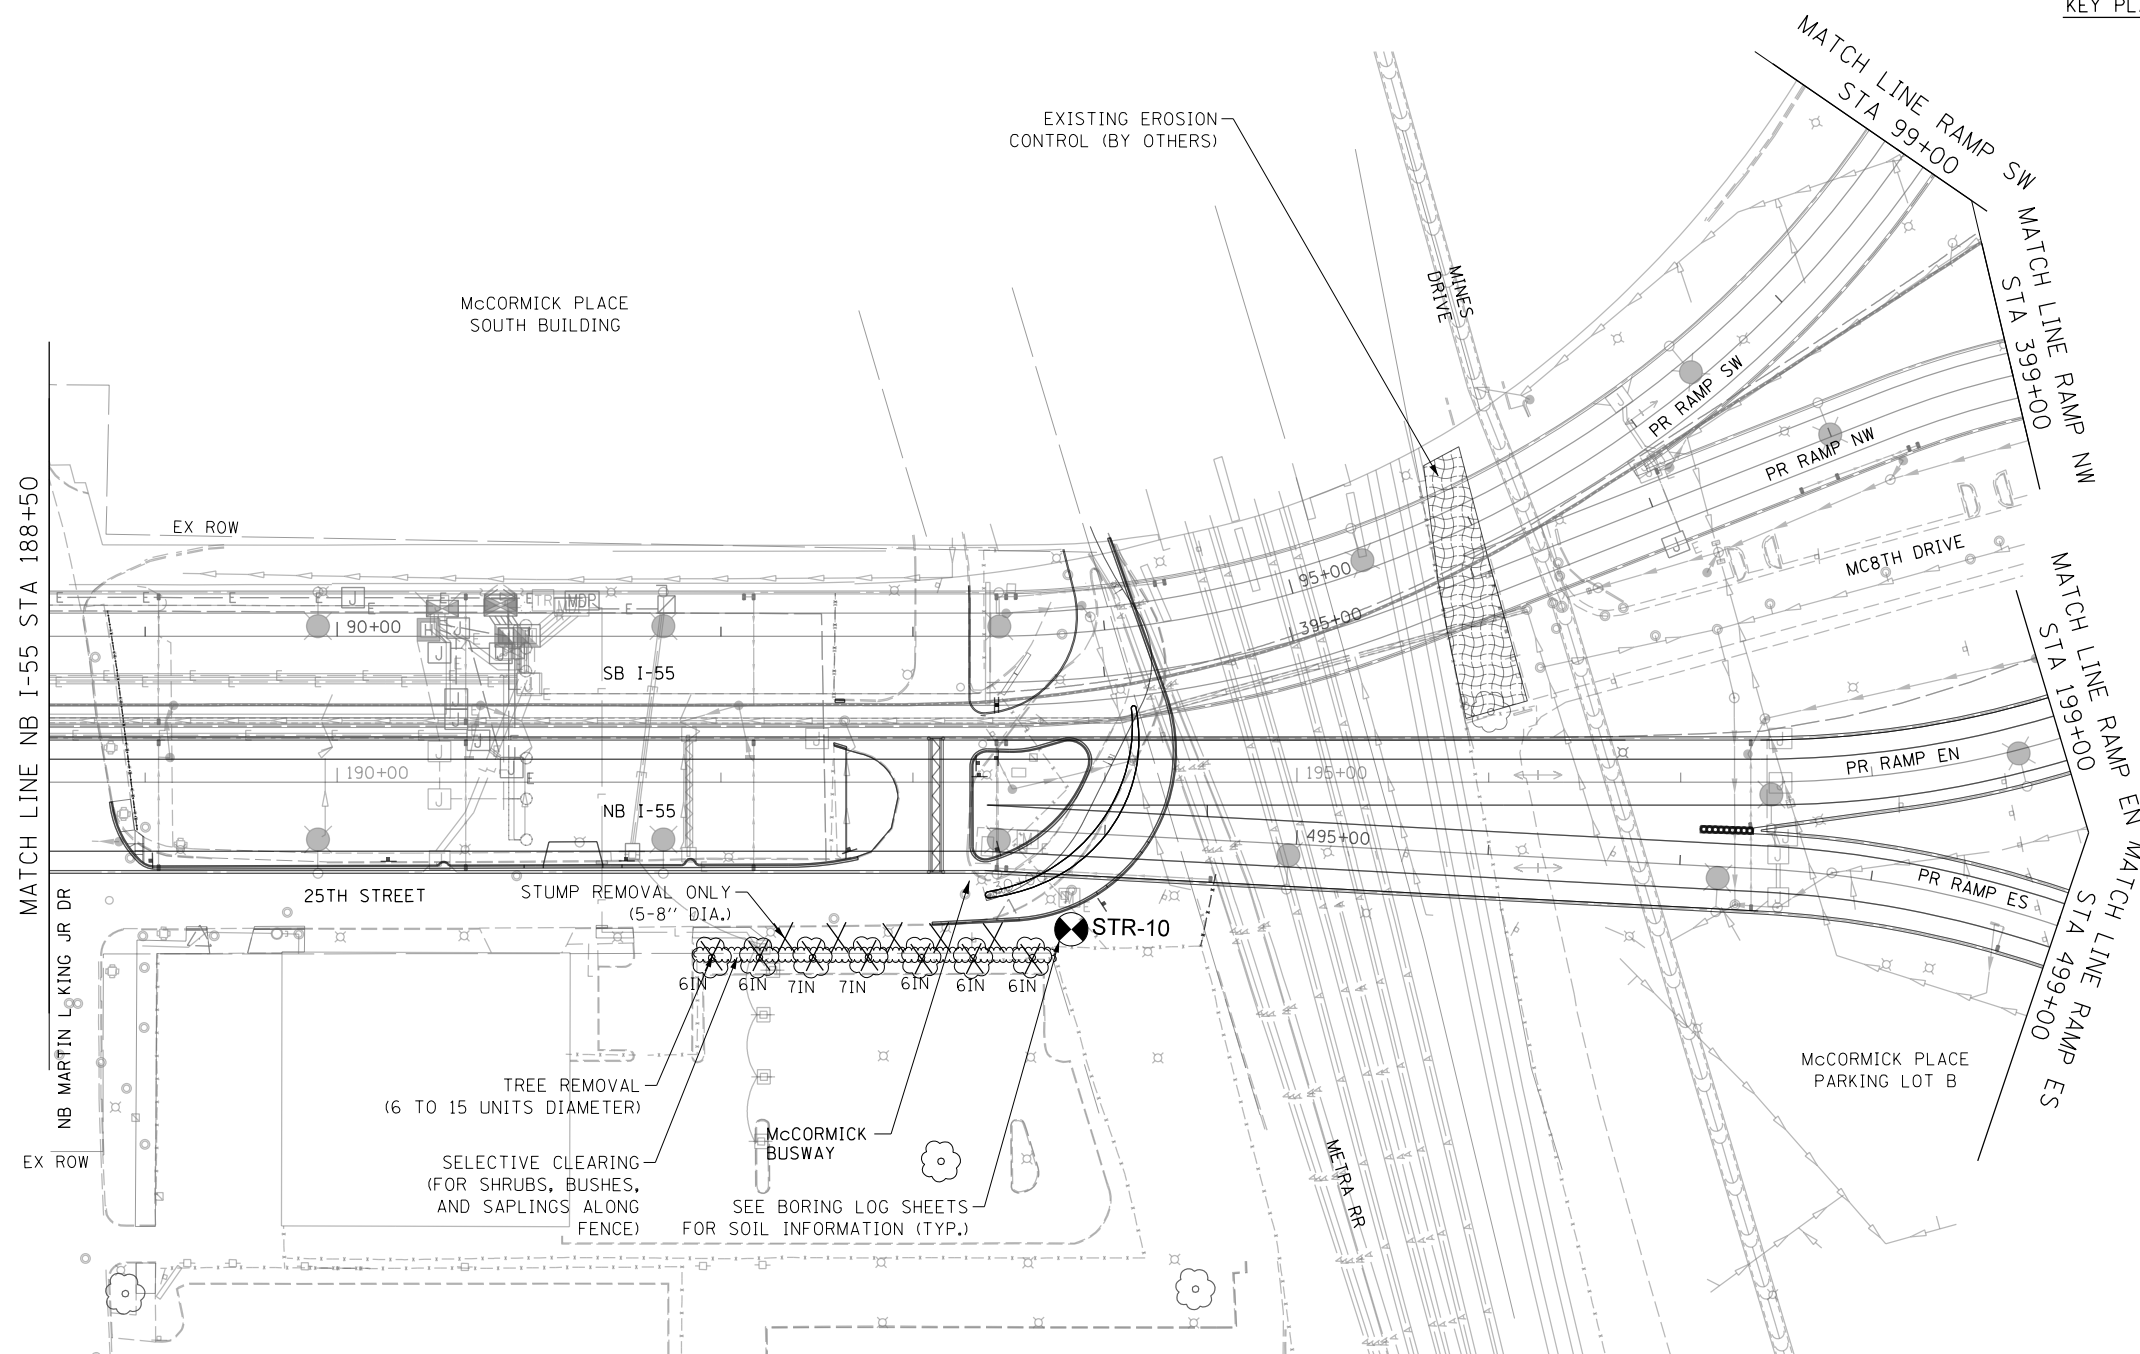 KEY PL
MATCH LINE RAMP SW
STA 99+00
EXISTING EROSION
CONTROL (BY OTHERS)
MATCH LINE RAMP NW
STA 399+00
MINES
DRIVE
McCORMICK PLACE
SOUTH BUILDING
PR RAMP SW
PR RAMP NW
MATCH LINE NB I-55 STA 188+50
EX ROW
MC8TH DRIVE
MATCH LINE RAMP EN
STA 199+00
95+00
395+00
TR
MDP
90+00
SB I-55
190+00
195+00
PR RAMP EN
NB I-55
495+00
PR RAMP ES
MATCH LINE RAMP ES
STA 499+00
25TH STREET
STUMP REMOVAL ONLY
(5-8'' DIA.)
STR-10
6IN
6IN
7IN
7IN
6IN
6IN
6IN
NB MARTIN L KING JR DR
TREE REMOVAL
(6 TO 15 UNITS DIAMETER)
McCORMICK PLACE
PARKING LOT B
McCORMICK
BUSWAY
EX ROW
SELECTIVE CLEARING
(FOR SHRUBS, BUSHES,
AND SAPLINGS ALONG
FENCE)
SEE BORING LOG SHEETS
FOR SOIL INFORMATION (TYP.)
METRA RR